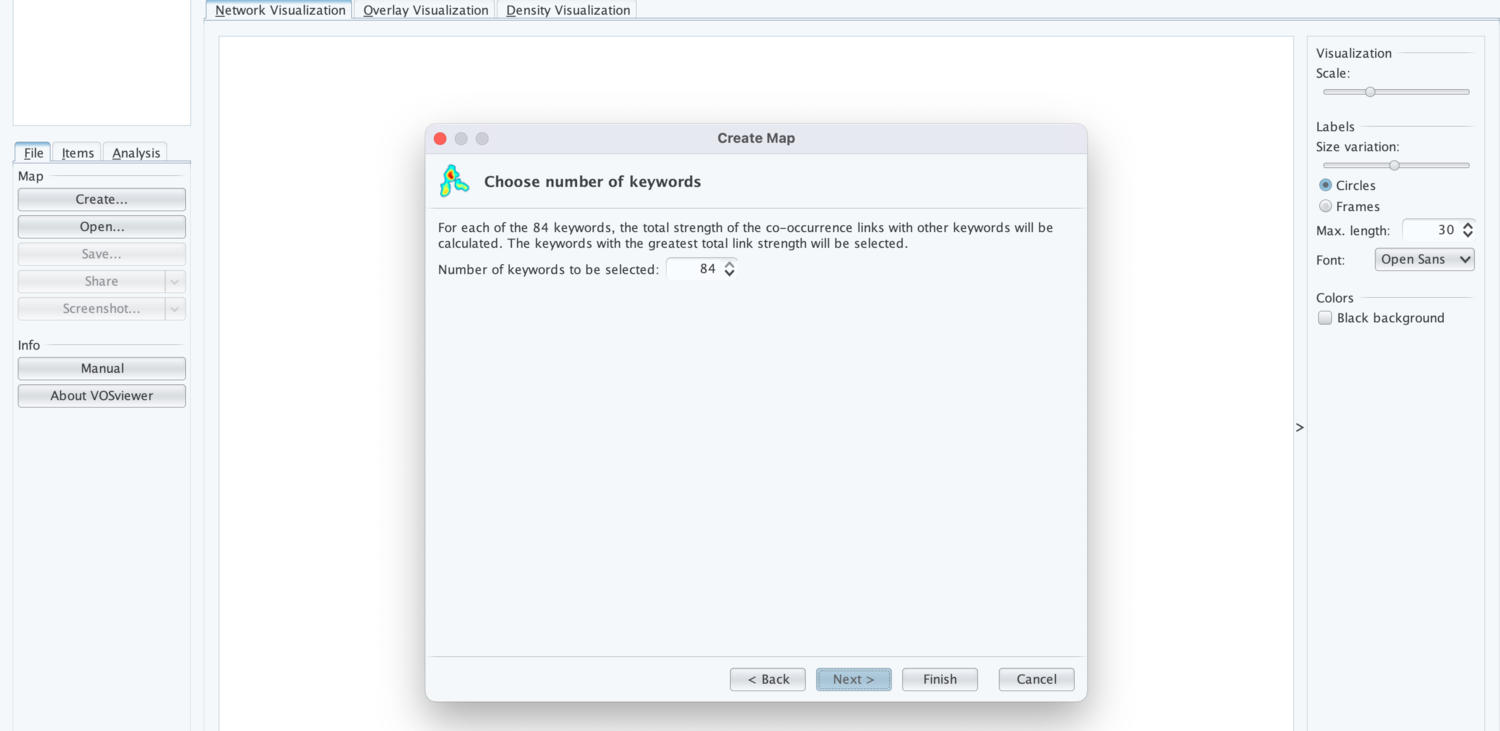 Network Visualization
Overlay Visualization
Density Visualization
File
Items
Analysis
Map
Create...
Open...
Save...
Share
Screenshot...
Info
Manual
About VOSviewer
Create Map
Choose number of keywords
For each of the 84 keywords, the total strength of the co-occurrence links with other keywords will be
calculated. The keywords with the greatest total link strength will be selected.
Number of keywords to be selected: 84
< Back
Next >
Finish
Cancel
>
Visualization
Scale:
Labels
Size variation:
Circles
Frames
Max. length: 30
Font: Open Sans
Colors
Black background